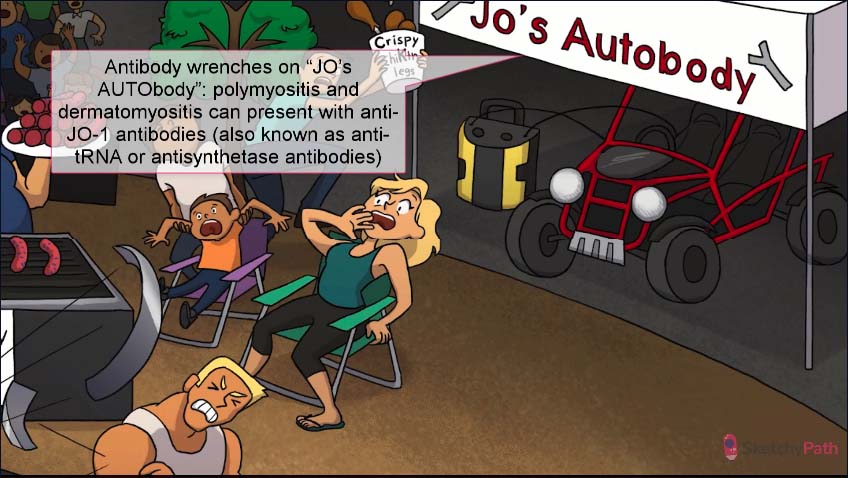 Jo's Autobody
Crispy
legs
Antibody wrenches on “JO’s
AUTObody”: polymyositis and
dermatomyositis can present with anti-
JO-1 antibodies (also known as anti-
tRNA or antisynthetase antibodies)
SketchyPath